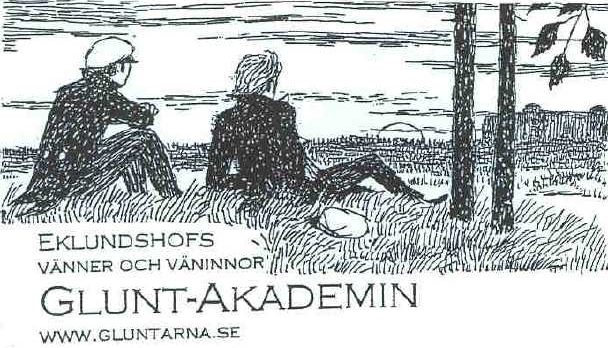 EKLUNDSHOFS
VÄNNER OCH VÄNINNOR
GLUNT-AKADEMIN
WWW.GLUNTARNA.SE